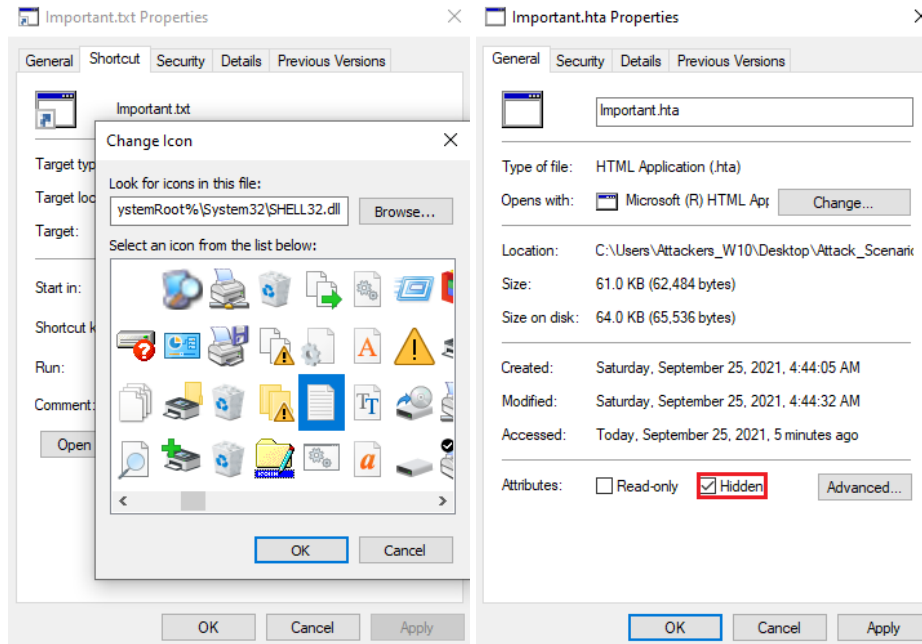 Important.txt Properties
General Shortcut Security Details Previous Versions
Important.txt
Change Icon
Target typ
Look for icons in this file:
Target loc
ystemRoot%\System32\SHELL32.dll Browse...
Target:
Select an icon from the list below:
Start in:
Shortcut k
Run:
Comment:
Open
OK Cancel
OK Cancel Apply
Important.hta Properties
General Security Details Previous Versions
Important.hta
Type of file: HTML Application (.hta)
Opens with: Microsoft (R) HTML App Change...
Location: C:\Users\Attackers_W10\Desktop\Attack_Scenario
Size: 61.0 KB (62,484 bytes)
Size on disk: 64.0 KB (65,536 bytes)
Created: Saturday, September 25, 2021, 4:44:05 AM
Modified: Saturday, September 25, 2021, 4:44:32 AM
Accessed: Today, September 25, 2021, 5 minutes ago
Attributes: Read-only Hidden Advanced...
OK Cancel Apply